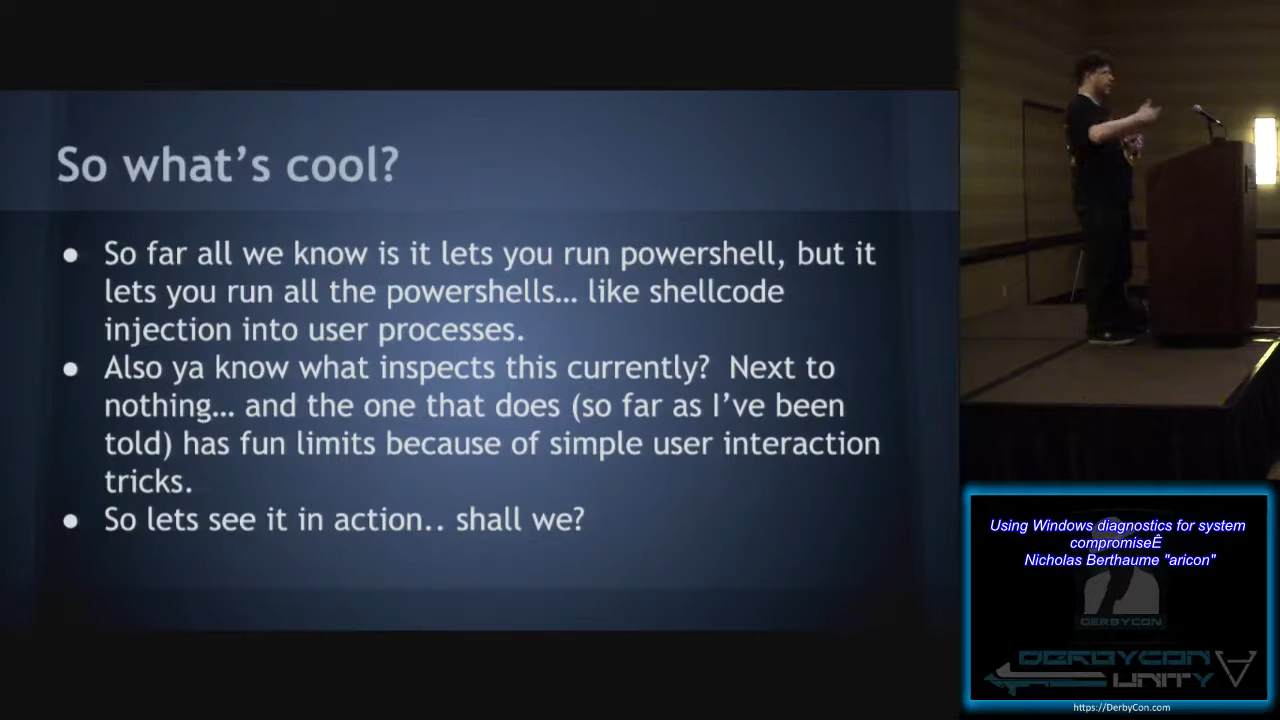 So what's cool?
● So far all we know is it lets you run powershell, but it
lets you run all the powershells… like shellcode
injection into user processes.
● Also ya know what inspects this currently?  Next to
nothing… and the one that does (so far as I've been
told) has fun limits because of simple user interaction
tricks.
● So lets see it in action.. shall we?
Using Windows diagnostics for system
compromiseÊ
Nicholas Berthaume "aricon"
DERBYCON
DERBYCON
UNITY
https://DerbyCon.com